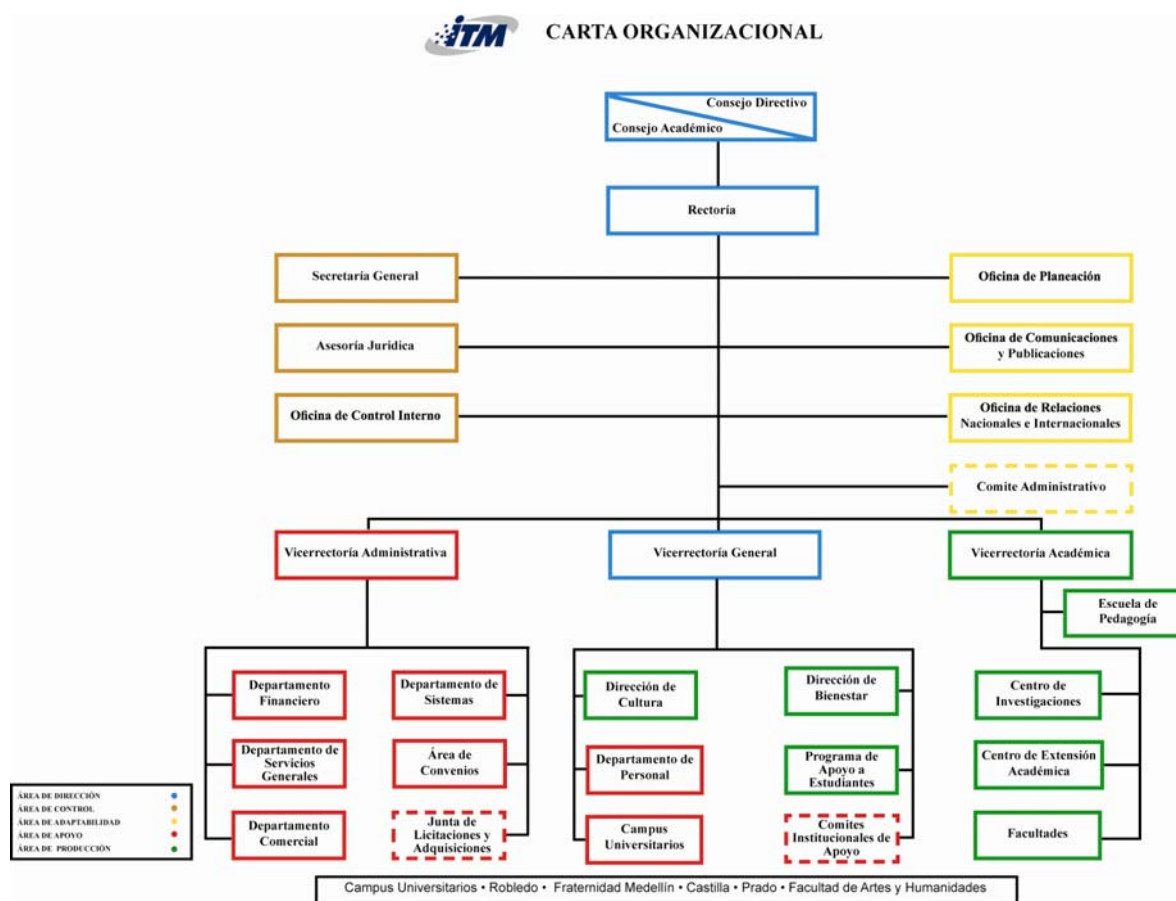 iTM
CARTA ORGANIZACIONAL
Consejo Directivo
Consejo Académico
Rectoría
Secretaría General
Oficina de Planeación
Asesoría Juridica
Oficina de Comunicaciones
y Publicaciones
Oficina de Control Interno
Oficina de Relaciones
Nacionales e Internacionales
Comite Administrativo
Vicerrectoría Administrativa
Vicerrectoría General
Vicerrectoría Académica
Escuela de
Pedagogía
Departamento
Financiero
Departamento de
Sistemas
Dirección de
Cultura
Dirección de
Bienestar
Centro de
Investigaciones
Departamento de
Servicios
Generales
Área de
Convenios
Departamento de
Personal
Programa de
Apoyo a
Estudiantes
Centro de Extensión
Académica
Departamento
Comercial
Junta de
Licitaciones y
Adquisiciones
Campus
Universitarios
Comites
Institucionales de
Apoyo
Facultades
ÁREA DE DIRECCIÓN
ÁREA DE CONTROL
ÁREA DE ADAPTABILIDAD
ÁREA DE APOYO
ÁREA DE PRODUCCIÓN
Campus Universitarios • Robledo • Fraternidad Medellín • Castilla • Prado • Facultad de Artes y Humanidades